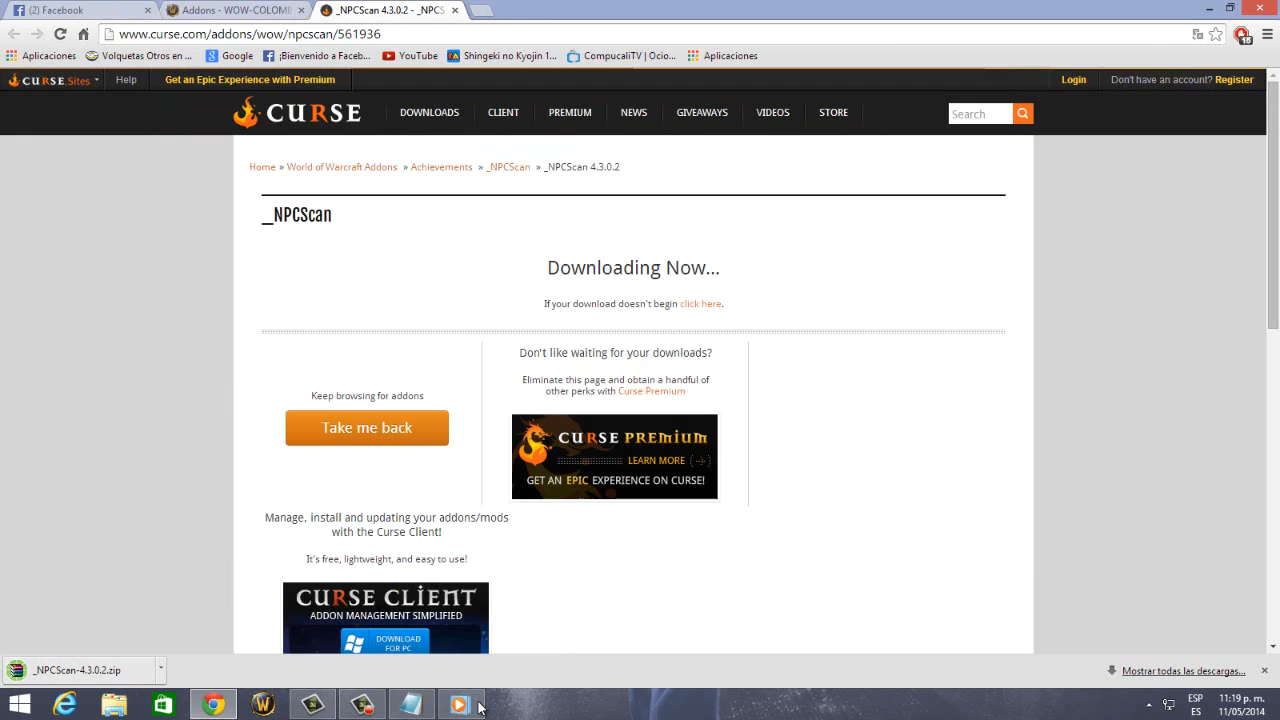 (2) Facebook
Addons - WOW-COLOMB
_NPCScan 4.3.0.2 - _NPCS
www.curse.com/addons/wow/npcscan/561936
15
Aplicaciones
Volquetas Otros en ...
Google
¡Bienvenido a Faceb...
YouTube
Shingeki no Kyojin 1...
CompucaliTV | Ocio...
Aplicaciones
CURSE.Sites
Help
Get an Epic Experience with Premium
Login
Don't have an account? Register
CURSE
DOWNLOADS
CLIENT
PREMIUM
NEWS
GIVEAWAYS
VIDEOS
STORE
Search
Home » World of Warcraft Addons » Achievements » _NPCScan » _NPCScan 4.3.0.2
_NPCScan
Downloading Now...
If your download doesn't begin click here.
Keep browsing for addons
Take me back
Don't like waiting for your downloads?
Eliminate this page and obtain a handful of
other perks with Curse Premium
CURSE PREMIUM
LEARN MORE
GET AN EPIC EXPERIENCE ON CURSE!
Manage, install and updating your addons/mods
with the Curse Client!
It's free, lightweight, and easy to use!
CURSE CLIENT
ADDON MANAGEMENT SIMPLIFIED
DOWNLOAD
FOR PC
_NPCScan-4.3.0.2.zip
Mostrar todas las descargas...
ESP
ES
11:19 p. m.
11/05/2014